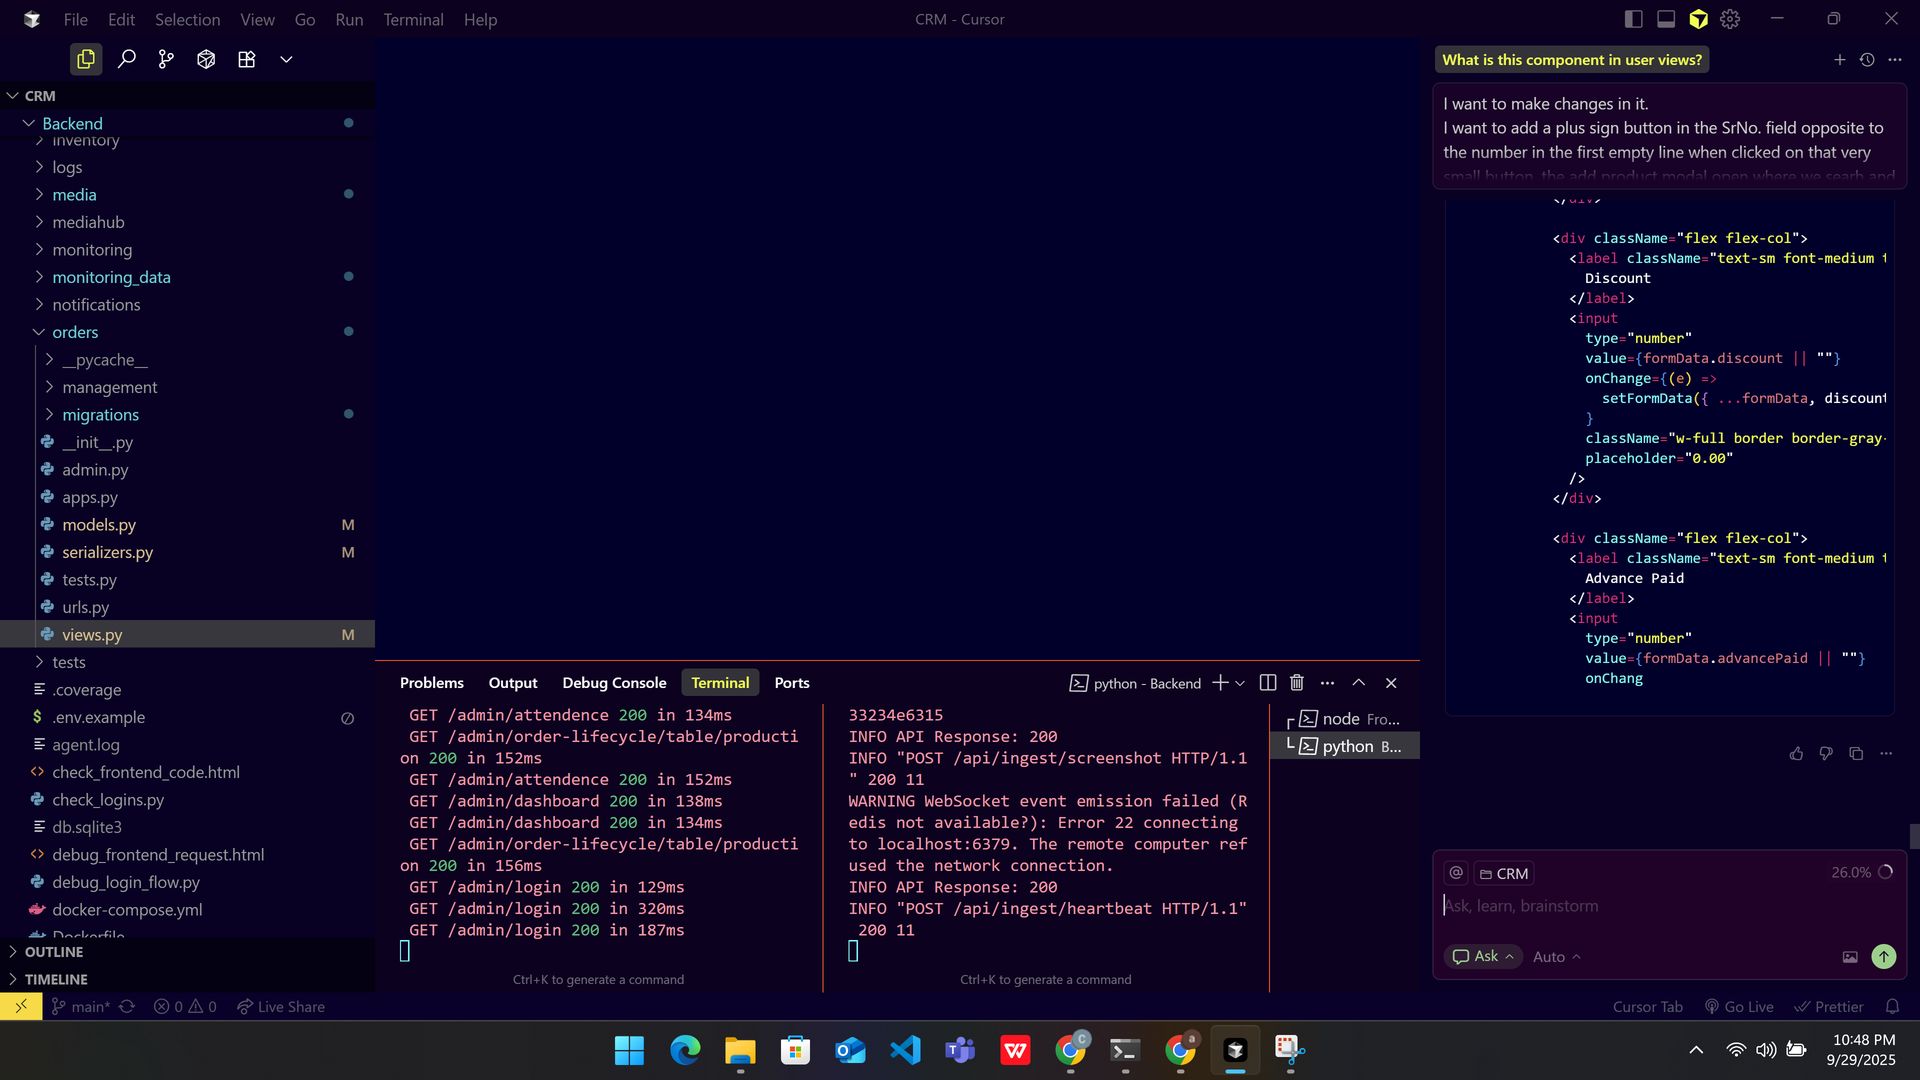 File Edit Selection View Go Run Terminal Help
CRM - Cursor
CRM
Backend
inventory
logs
media
mediahub
monitoring
monitoring_data
notifications
orders
__pycache__
management
migrations
__init__.py
admin.py
apps.py
models.py M
serializers.py M
tests.py
urls.py
views.py M
tests
.coverage
.env.example
agent.log
check_frontend_code.html
check_logins.py
db.sqlite3
debug_frontend_request.html
debug_login_flow.py
docker-compose.yml
Dockerfile
OUTLINE
TIMELINE
Problems Output Debug Console Terminal Ports
python - Backend
GET /admin/attendence 200 in 134ms
GET /admin/order-lifecycle/table/producti
on 200 in 152ms
GET /admin/attendence 200 in 152ms
GET /admin/dashboard 200 in 138ms
GET /admin/dashboard 200 in 134ms
GET /admin/order-lifecycle/table/producti
on 200 in 156ms
GET /admin/login 200 in 129ms
GET /admin/login 200 in 320ms
GET /admin/login 200 in 187ms
Ctrl+K to generate a command
33234e6315
INFO API Response: 200
INFO "POST /api/ingest/screenshot HTTP/1.1
" 200 11
WARNING WebSocket event emission failed (R
edis not available?): Error 22 connecting
to localhost:6379. The remote computer ref
used the network connection.
INFO API Response: 200
INFO "POST /api/ingest/heartbeat HTTP/1.1"
200 11
Ctrl+K to generate a command
node Fro...
python B...
What is this component in user views?
I want to make changes in it.
I want to add a plus sign button in the SrNo. field opposite to
the number in the first empty line when clicked on that very
small button, the add product modal open where we searh and
</div>
<div className="flex flex-col">
<label className="text-sm font-medium t
Discount
</label>
<input
type="number"
value={formData.discount || ""}
onChange={(e) =>
setFormData({ ...formData, discount
}
className="w-full border border-gray-
placeholder="0.00"
/>
</div>
<div className="flex flex-col">
<label className="text-sm font-medium t
Advance Paid
</label>
<input
type="number"
value={formData.advancePaid || ""}
onChang
@ CRM 26.0%
Ask, learn, brainstorm
Ask Auto
main* 0 0 Live Share
Cursor Tab Go Live Prettier
10:48 PM
9/29/2025